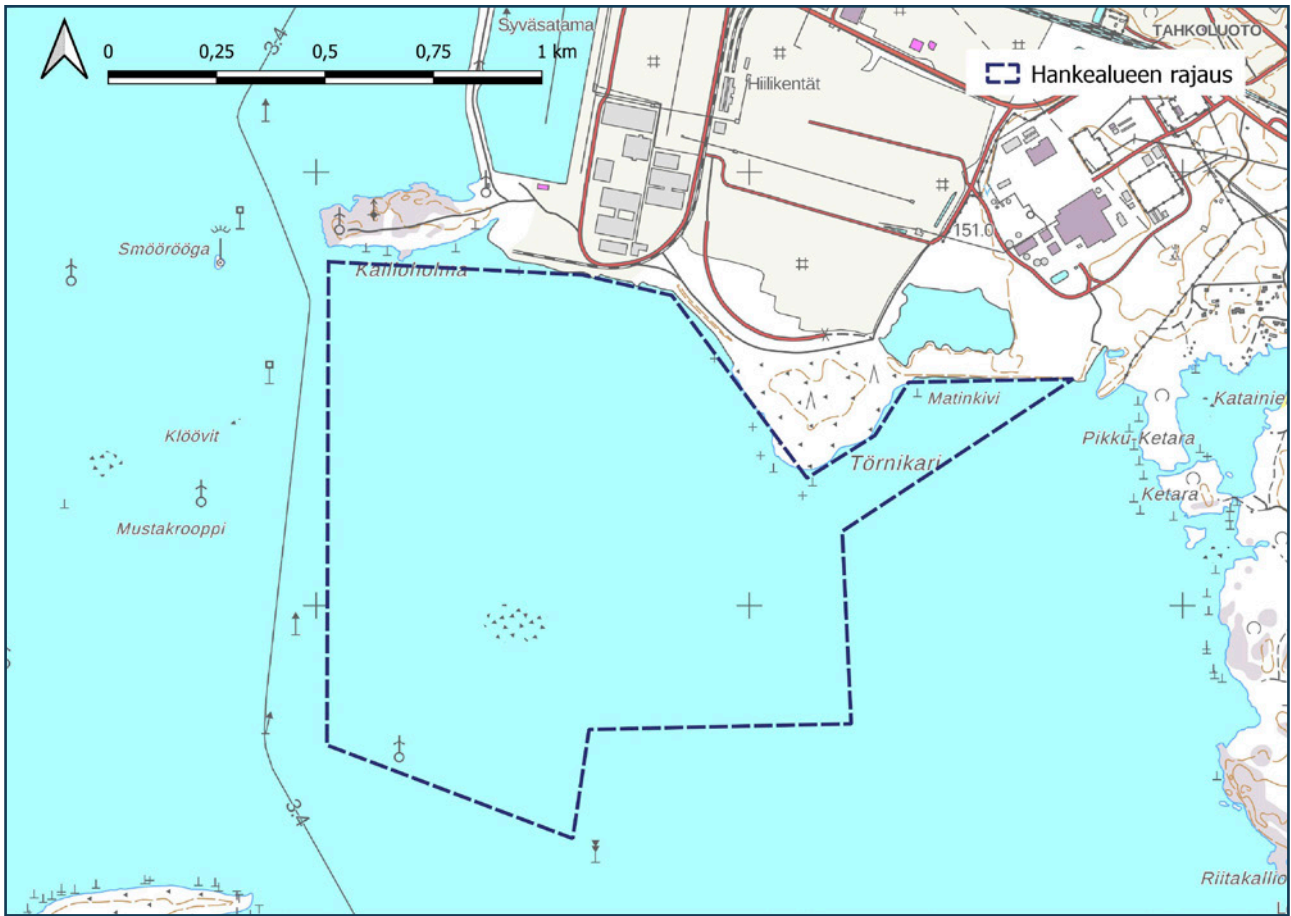 Syväsatama
TAHKOLUOTO
0 0,25 0,5 0,75 1 km
3.4
Hankealueen rajaus
Hiilikentät
151.0
Smöörööga
Kallioholma
Matinkivi
Katainie
Klöövit
Pikku-Ketara
Törnikari
Ketara
Mustakrooppi
3.4
Riitakallio